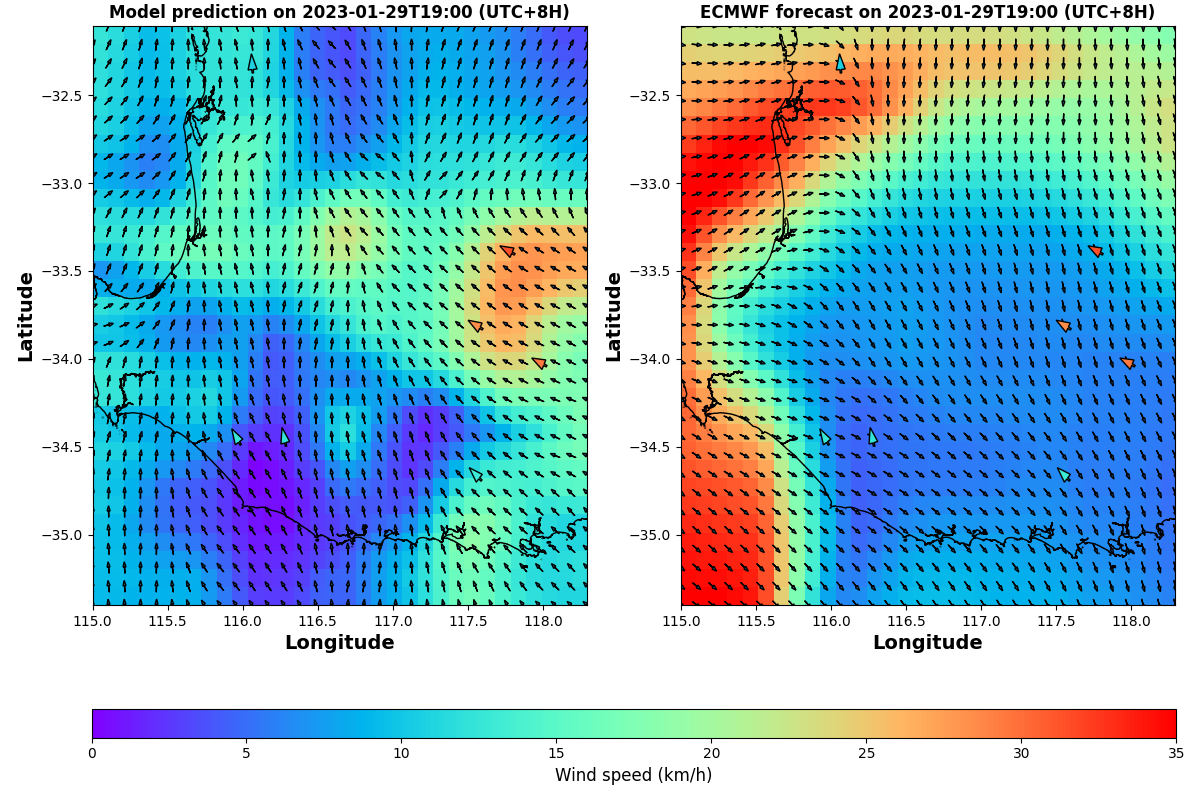 Model prediction on 2023-01-29T19:00 (UTC+8H)
ECMWF forecast on 2023-01-29T19:00 (UTC+8H)
−32.5
−33.0
−33.5
−34.0
−34.5
−35.0
Latitude
115.0 115.5 116.0 116.5 117.0 117.5 118.0
Longitude
−32.5
−33.0
−33.5
−34.0
−34.5
−35.0
Latitude
115.0 115.5 116.0 116.5 117.0 117.5 118.0
Longitude
0 5 10 15 20 25 30 35
Wind speed (km/h)